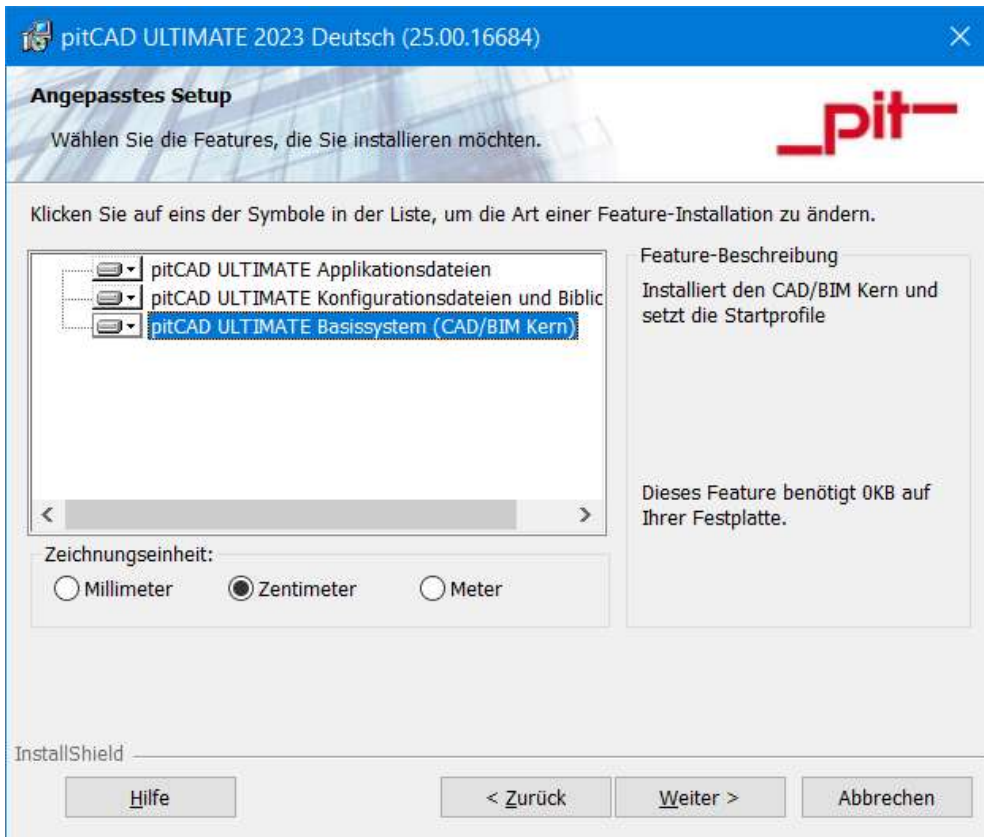 pitCAD ULTIMATE 2023 Deutsch (25.00.16684)
Angepasstes Setup
Wählen Sie die Features, die Sie installieren möchten.
_pit
Klicken Sie auf eins der Symbole in der Liste, um die Art einer Feature-Installation zu ändern.
pitCAD ULTIMATE Applikationsdateien
pitCAD ULTIMATE Konfigurationsdateien und Biblic
pitCAD ULTIMATE Basissystem (CAD/BIM Kern)
Feature-Beschreibung
Installiert den CAD/BIM Kern und
setzt die Startprofile
Dieses Feature benötigt 0KB auf
Ihrer Festplatte.
Zeichnungseinheit:
Millimeter Zentimeter Meter
InstallShield
Hilfe < Zurück Weiter > Abbrechen